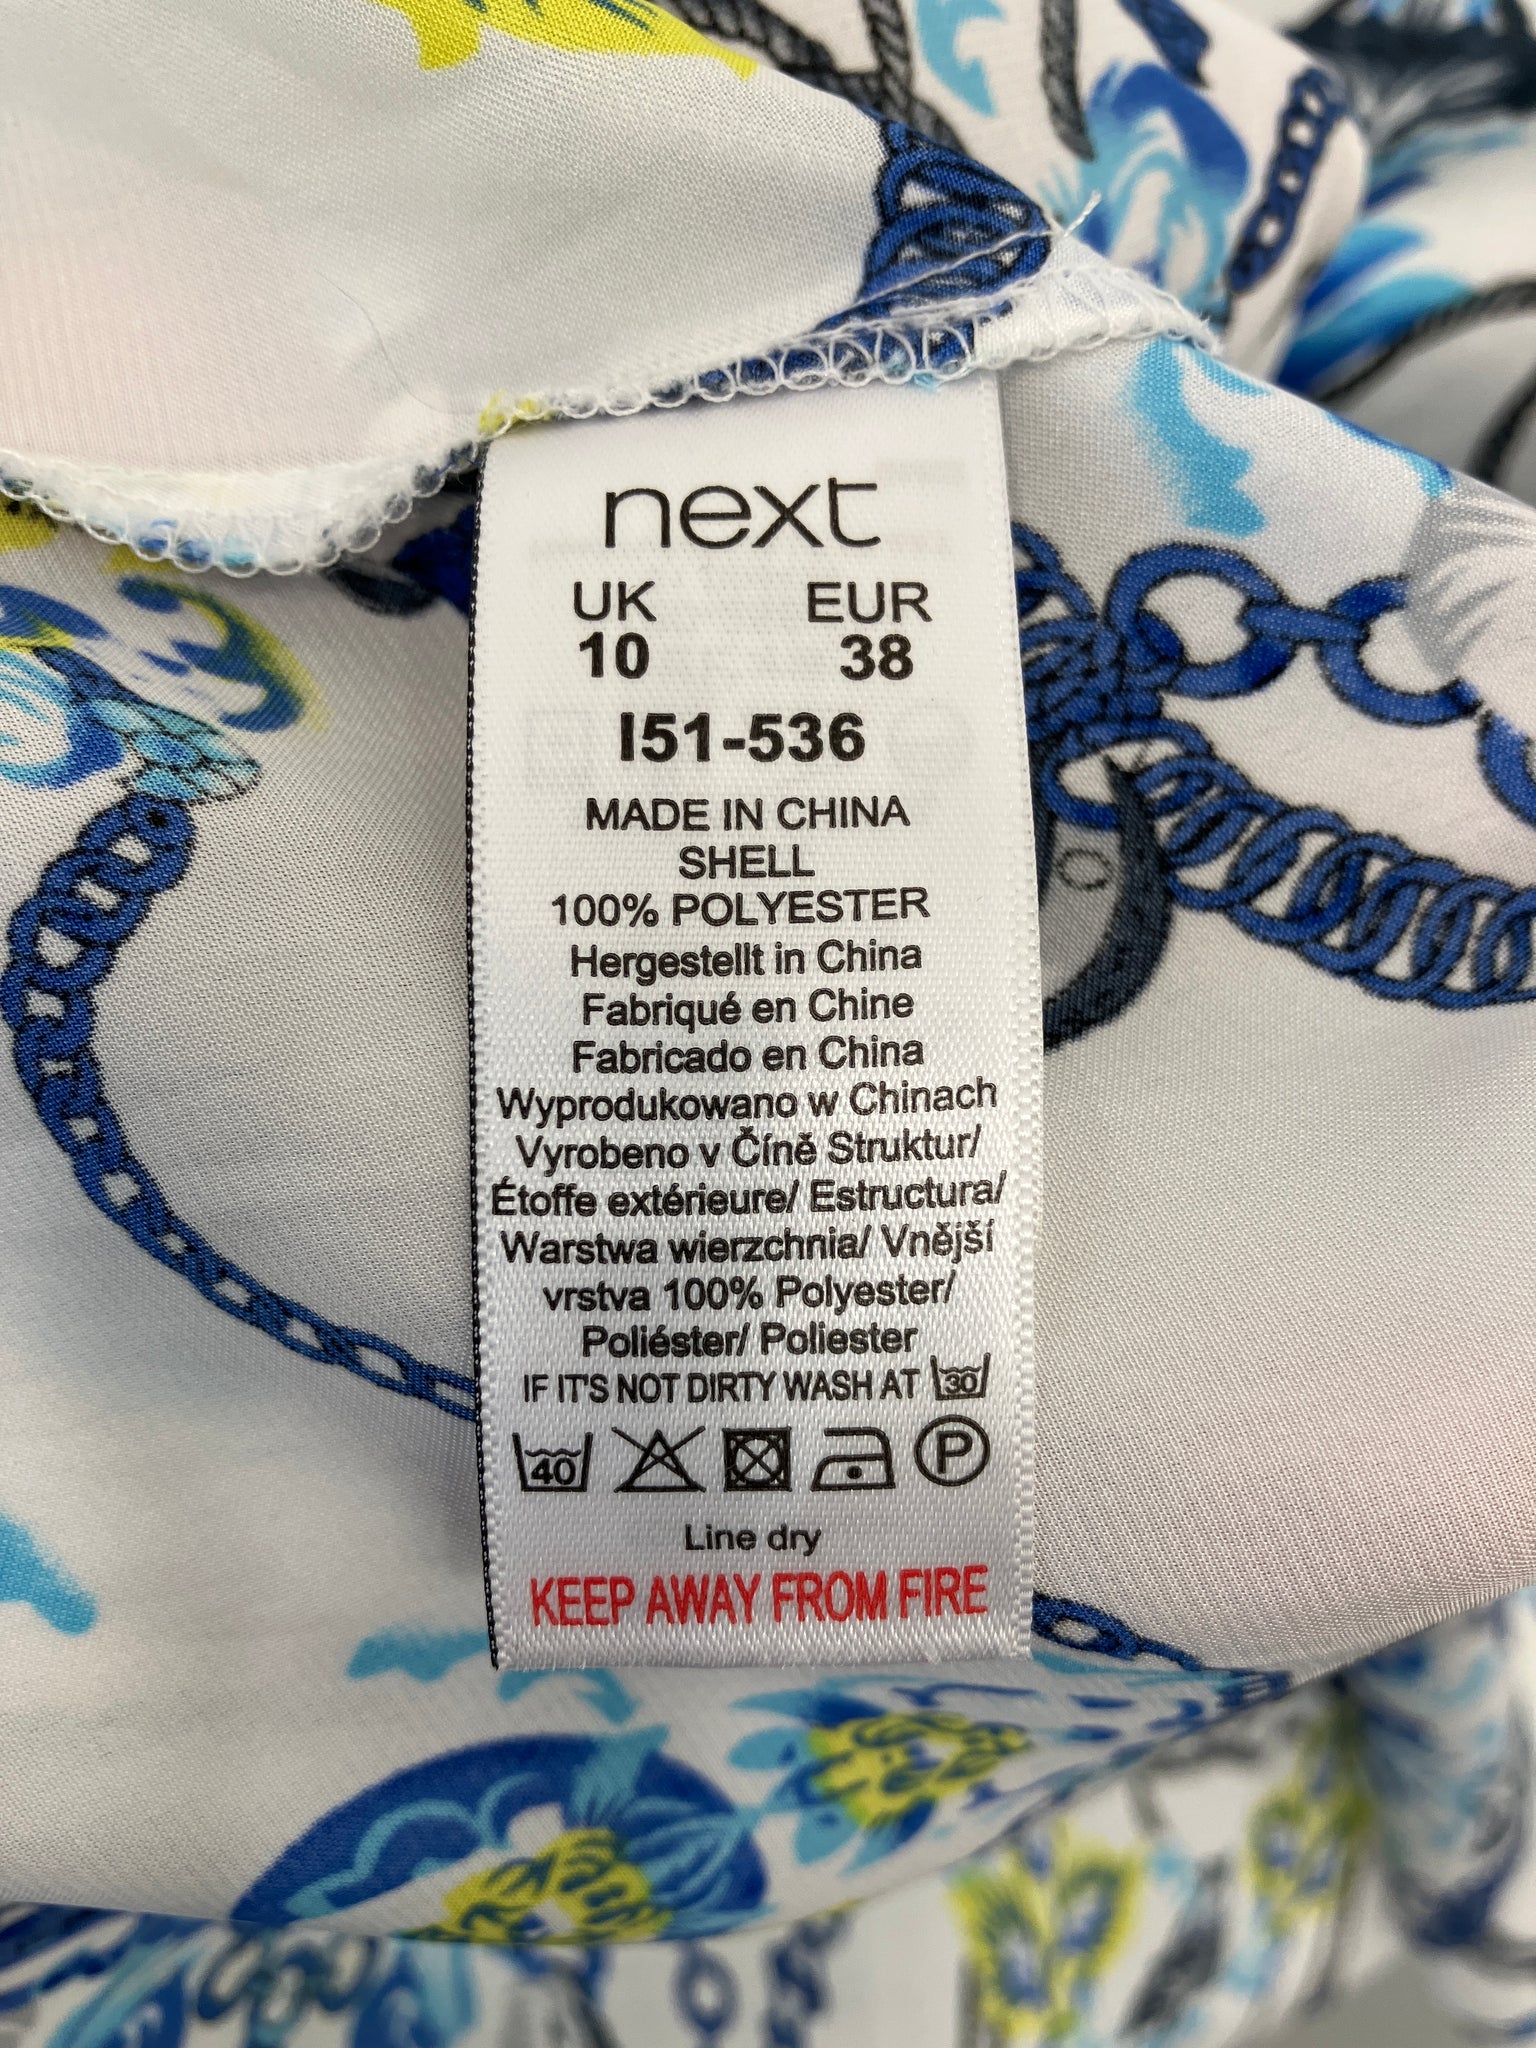 next
UK EUR
10 38
I51-536
MADE IN CHINA
SHELL
100% POLYESTER
Hergestellt in China
Fabriqué en Chine
Fabricado en China
Wyprodukowano w Chinach
Vyrobeno v Číně Struktur/
Étoffe extérieure/ Estructura/
Warstwa wierzchnia/ Vnější
vrstva 100% Polyester/
Poliéster/ Poliester
IF IT'S NOT DIRTY WASH AT 30
40 P
Line dry
KEEP AWAY FROM FIRE